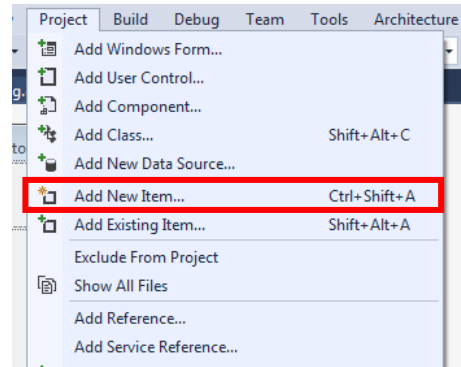 Project Build Debug Team Tools Architecture
g.
Add Windows Form...
Add User Control...
Add Component...
Add Class... Shift+Alt+C
to
Add New Data Source...
Add New Item... Ctrl+Shift+A
Add Existing Item... Shift+Alt+A
Exclude From Project
Show All Files
Add Reference...
Add Service Reference...